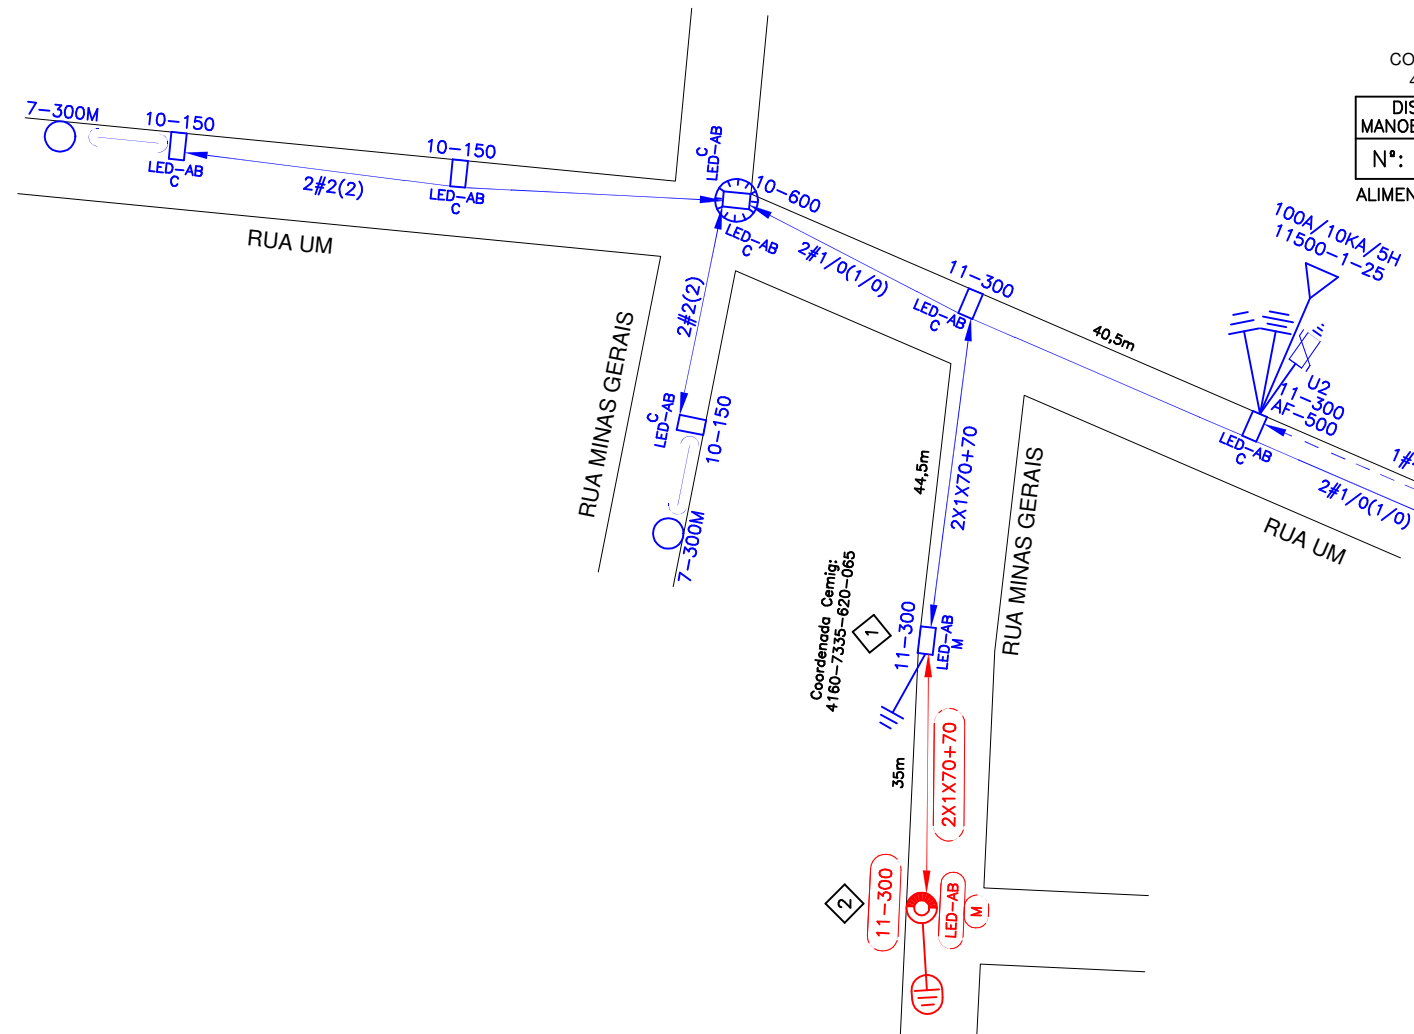 7-300M
10-150
LED-AB
C
2#2(2)
10-150
LED-AB
C
RUA UM
C
LED-AB
10-600
LED-AB
C
2#1/0(1/0)
11-300
LED-AB
C
40,5m
100A/10KA/5H
11500-1-25
U2
11-300
AF-500
LED-AB
C
2#1/0(1/0)
RUA UM
CO
DIS
MANOB
Nº:
ALIMEN
2#2(2)
RUA MINAS GERAIS
C
LED-AB
10-150
7-300M
44,5m
2X1X70+70
RUA MINAS GERAIS
Coordenada Cemig:
4160-7335-620-065
1
11-300
LED-AB
M
35m
2X1X70+70
2
11-300
LED-AB
M